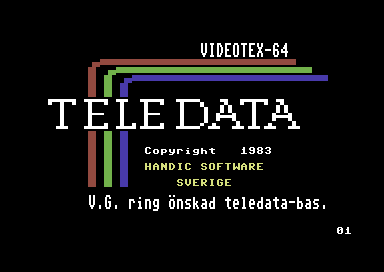 VIDEOTEX-64
TELEDATA
Copyright 1983
HANDIC SOFTWARE
SVERIGE
V.G. ring önskad teledata-bas.
01